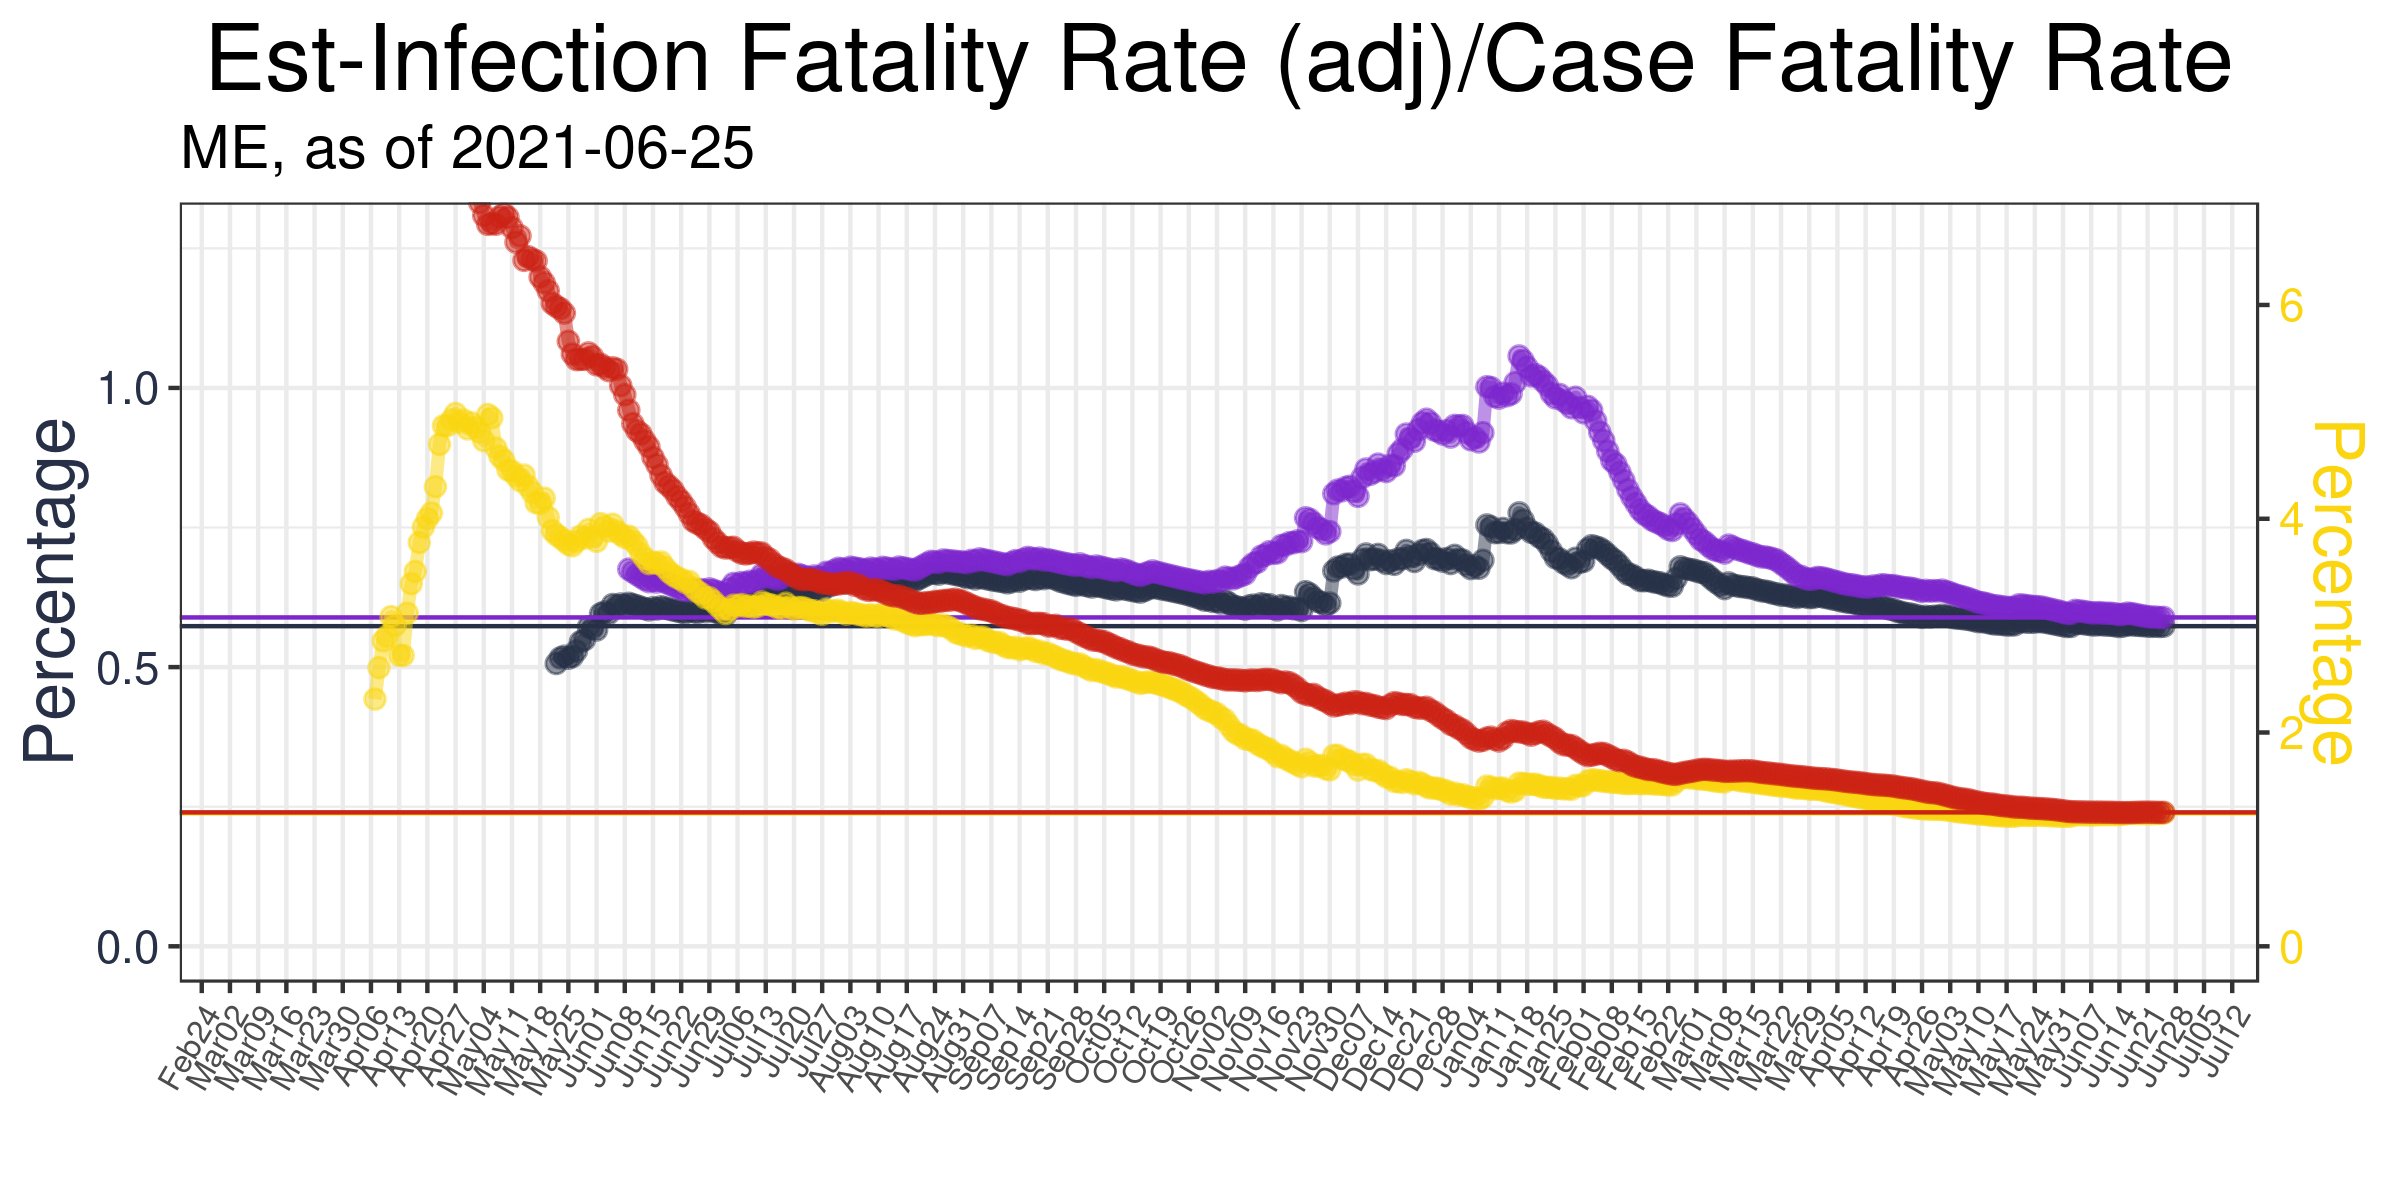 Est-Infection Fatality Rate (adj)/Case Fatality Rate
ME, as of 2021-06-25
Percentage
1.0
0.5
0.0
6
4
2
0
Percentage
Feb24
Mar02
Mar09
Mar16
Mar23
Mar30
Apr06
Apr13
Apr20
Apr27
May04
May11
May18
May25
Jun01
Jun08
Jun15
Jun22
Jun29
Jul06
Jul13
Jul20
Jul27
Aug03
Aug10
Aug17
Aug24
Aug31
Sep07
Sep14
Sep21
Sep28
Oct05
Oct12
Oct19
Oct26
Nov02
Nov09
Nov16
Nov23
Nov30
Dec07
Dec14
Dec21
Dec28
Jan04
Jan11
Jan18
Jan25
Feb01
Feb08
Feb15
Feb22
Mar01
Mar08
Mar15
Mar22
Mar29
Apr05
Apr12
Apr19
Apr26
May03
May10
May17
May24
May31
Jun07
Jun14
Jun21
Jun28
Jul05
Jul12